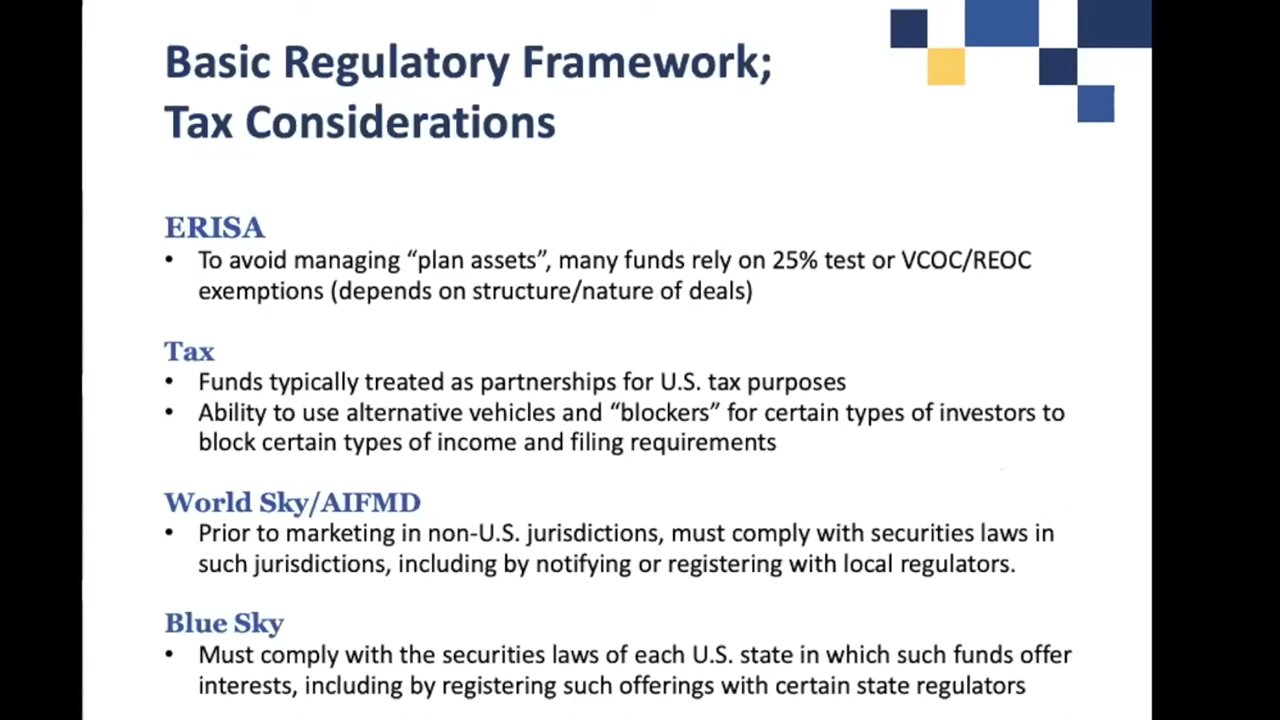 Basic Regulatory Framework;
Tax Considerations
ERISA
• To avoid managing “plan assets”, many funds rely on 25% test or VCOC/REOC
exemptions (depends on structure/nature of deals)
Tax
• Funds typically treated as partnerships for U.S. tax purposes
• Ability to use alternative vehicles and “blockers” for certain types of investors to
block certain types of income and filing requirements
World Sky/AIFMD
• Prior to marketing in non-U.S. jurisdictions, must comply with securities laws in
such jurisdictions, including by notifying or registering with local regulators.
Blue Sky
• Must comply with the securities laws of each U.S. state in which such funds offer
interests, including by registering such offerings with certain state regulators